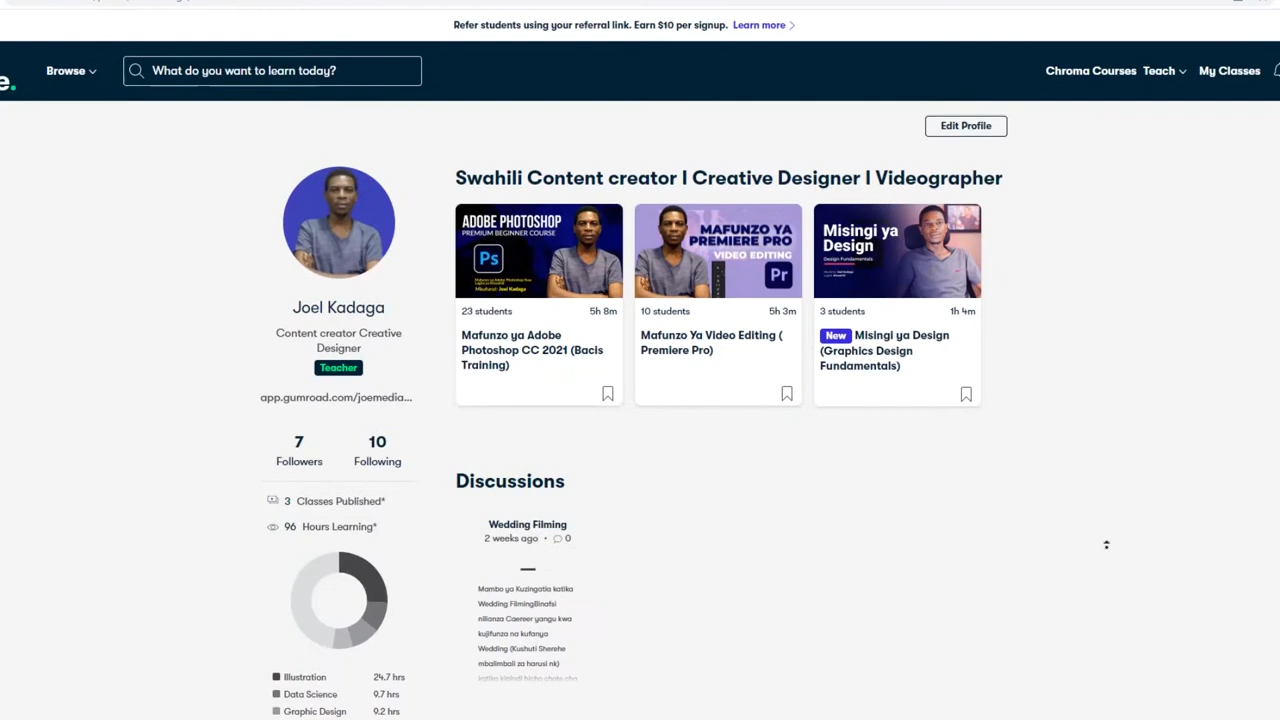 Refer students using your referral link. Earn $10 per signup. Learn more
e.
Browse
What do you want to learn today?
Chroma Courses Teach My Classes
Edit Profile
Joel Kadaga
Content creator Creative
Designer
Teacher
app.gumroad.com/joemedia...
7
Followers
10
Following
3 Classes Published*
96 Hours Learning*
Illustration 24.7 hrs
Data Science 9.7 hrs
Graphic Design 9.2 hrs
Swahili Content creator I Creative Designer I Videographer
ADOBE PHOTOSHOP
PREMIUM BEGINNER COURSE
Ps
23 students 5h 8m
Mafunzo ya Adobe
Photoshop CC 2021 (Bacis
Training)
MAFUNZO YA
PREMIERE PRO
VIDEO EDITING
Pr
10 students 5h 3m
Mafunzo Ya Video Editing (
Premiere Pro)
Misingi ya
Design
Design Fundamentals
3 students 1h 4m
New Misingi ya Design
(Graphics Design
Fundamentals)
Discussions
Wedding Filming
2 weeks ago • 0
Mambo ya Kuzingatia katika
Wedding FilmingBinafsi
nilianza Caereer yangu kwa
kujifunza na kufanya
Wedding (Kushuti Sherehe
mbalimbali za harusi nk)
katika kipindi hicho chote cha